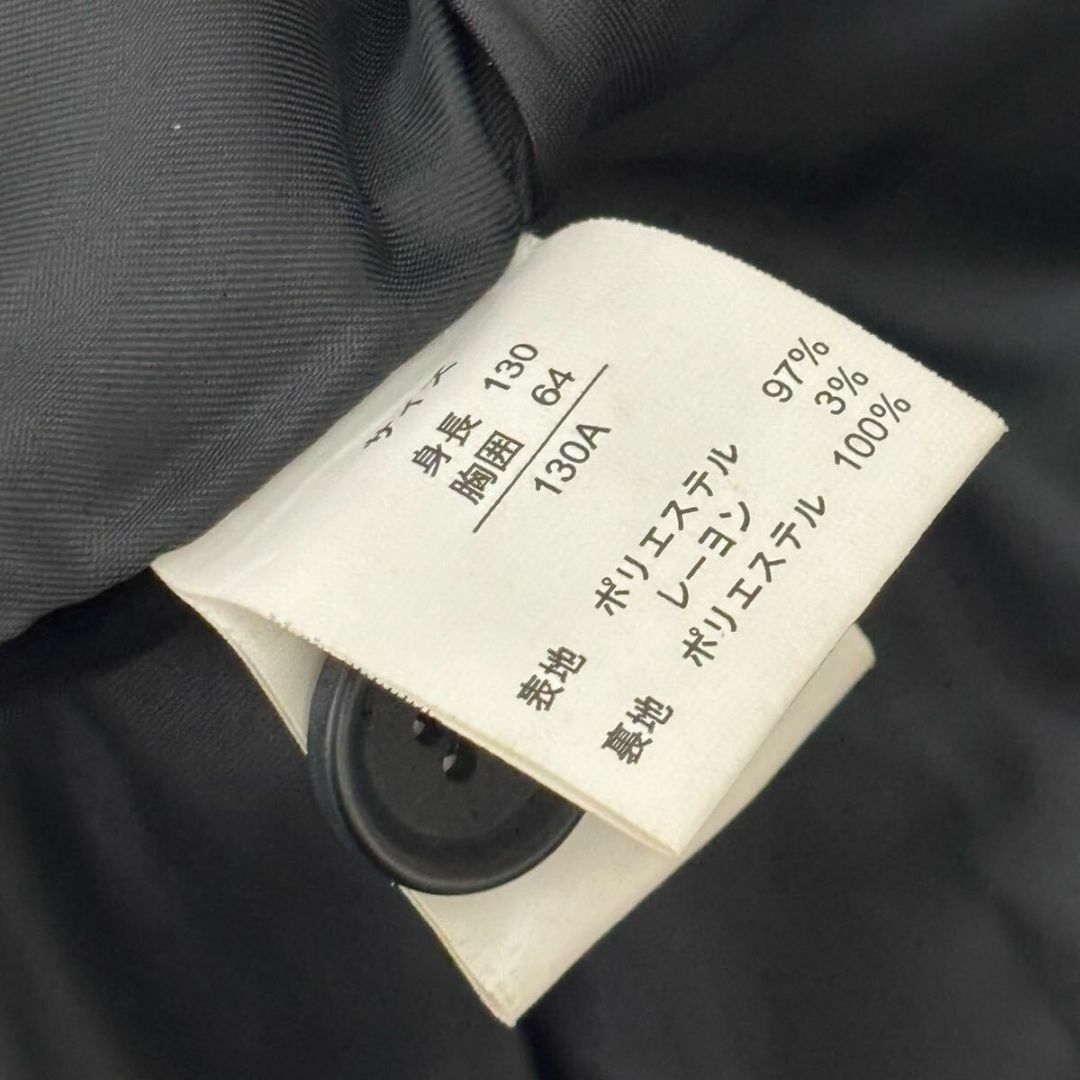 サイズ
身長 130
胸囲 64
130A
表地 ポリエステル 97%
レーヨン 3%
裏地 ポリエステル 100%